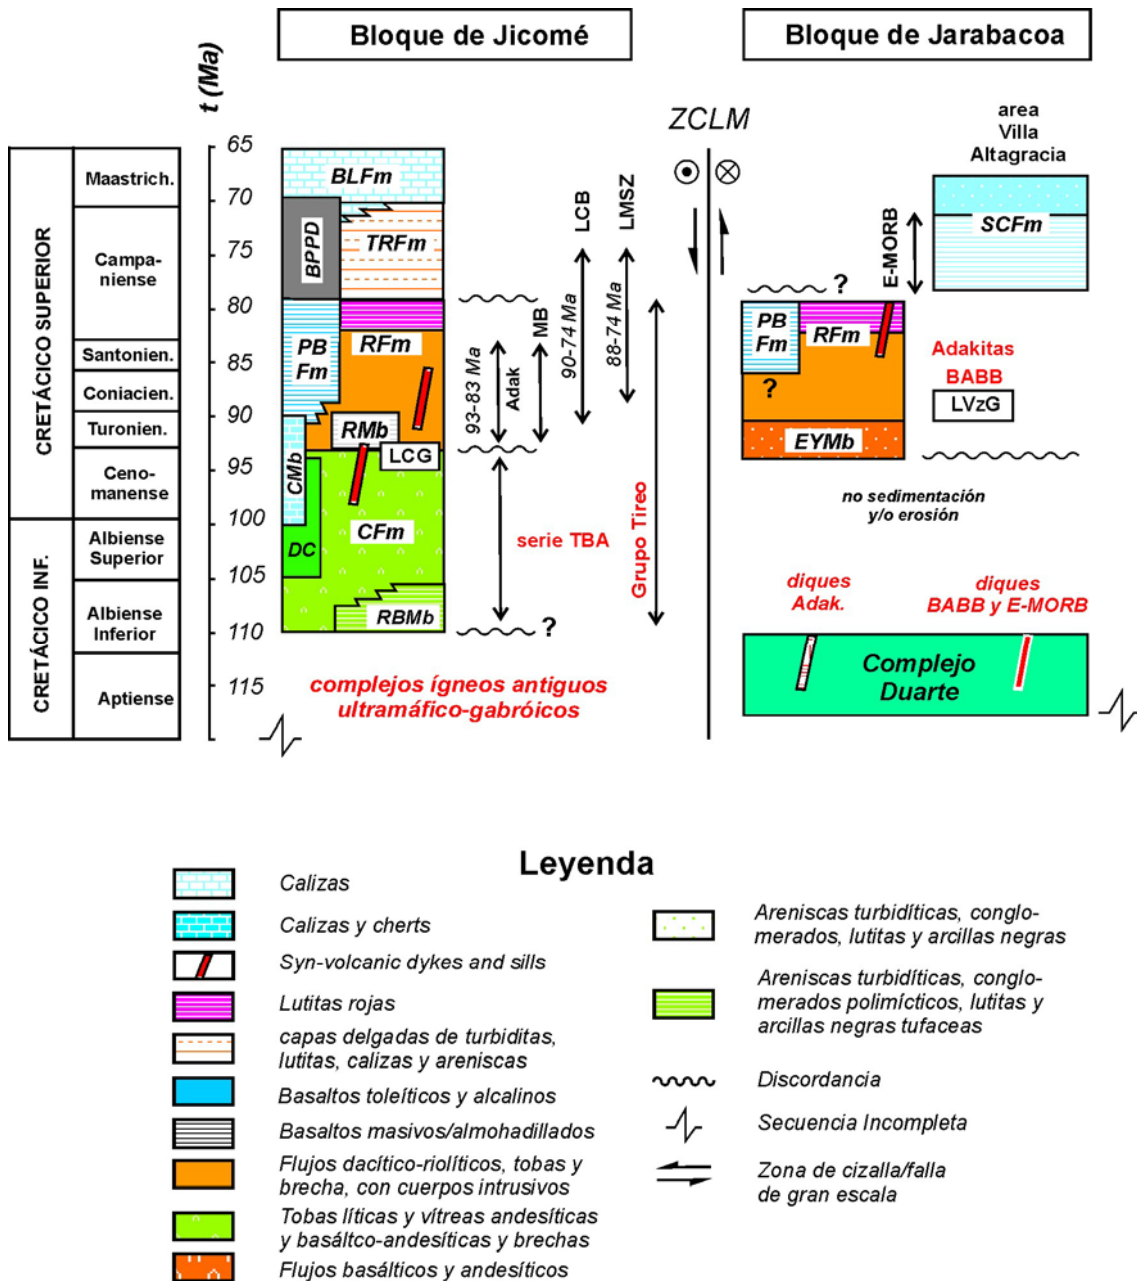 Bloque de Jicomé
Bloque de Jarabacoa
t (Ma)
CRETÁCICO SUPERIOR
CRETÁCICO INF.
Maastrich.
Campa-
niense
Santonien.
Coniacien.
Turonien.
Ceno-
manense
Albiense
Superior
Albiense
Inferior
Aptiense
65
70
75
80
85
90
95
100
105
110
115
BLFm
BPPD
TRFm
PB
Fm
RFm
RMb
LCG
CMb
DC
CFm
RBMb
?
93-83 Ma
Adak
MB
90-74 Ma
LCB
88-74 Ma
LMSZ
serie TBA
Grupo Tireo
complejos ígneos antiguos
ultramáfico-gabróicos
ZCLM
area
Villa
Altagracia
SCFm
E-MORB
?
PB
Fm
RFm
?
EYMb
Adakitas
BABB
LVzG
no sedimentación
y/o erosión
diques
Adak.
diques
BABB y E-MORB
Complejo
Duarte
Leyenda
Calizas
Calizas y cherts
Syn-volcanic dykes and sills
Lutitas rojas
capas delgadas de turbiditas,
lutitas, calizas y areniscas
Basaltos toleíticos y alcalinos
Basaltos masivos/almohadillados
Flujos dacítico-riolíticos, tobas y
brecha, con cuerpos intrusivos
Tobas líticas y vítreas andesíticas
y basáltco-andesíticas y brechas
Flujos basálticos y andesíticos
Areniscas turbidíticas, conglo-
merados, lutitas y arcillas negras
Areniscas turbidíticas, conglo-
merados polimícticos, lutitas y
arcillas negras tufaceas
Discordancia
Secuencia Incompleta
Zona de cizalla/falla
de gran escala